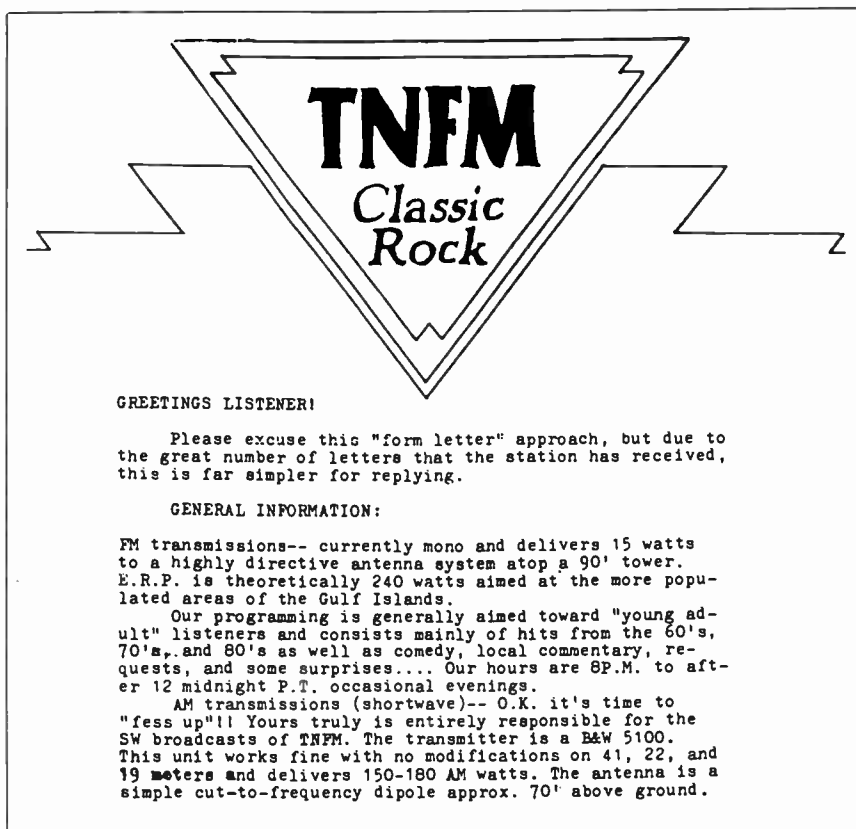 TNFM
Classic
Rock
GREETINGS LISTENER!
Please excuse this "form letter" approach, but due to
the great number of letters that the station has received,
this is far simpler for replying.
GENERAL INFORMATION:
FM transmissions-- currently mono and delivers 15 watts
to a highly directive antenna system atop a 90' tower.
E.R.P. is theoretically 240 watts aimed at the more popu-
lated areas of the Gulf Islands.
Our programming is generally aimed toward "young ad-
ult" listeners and consists mainly of hits from the 60's,
70's, and 80's as well as comedy, local commentary, re-
quests, and some surprises.... Our hours are 8P.M. to aft-
er 12 midnight P.T. occasional evenings.
AM transmissions (shortwave)-- O.K. it's time to
"fess up"!! Yours truly is entirely responsible for the
SW broadcasts of TNFM. The transmitter is a B&W 5100.
This unit works fine with no modifications on 41, 22, and
19 meters and delivers 150-180 AM watts. The antenna is a
simple cut-to-frequency dipole approx. 70' above ground.